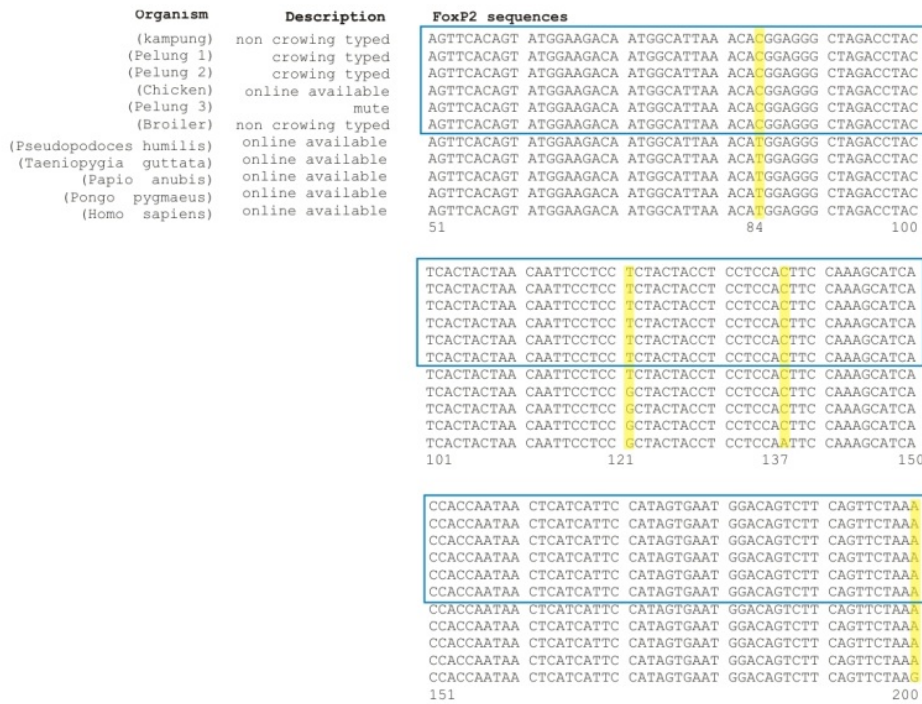 Organism Description FoxP2 sequences
(kampung) non crowing typed AGTTCACAGT ATGGAAGACA ATGGCATTAA ACACGGAGGG CTAGACCTAC
(Pelung 1) crowing typed AGTTCACAGT ATGGAAGACA ATGGCATTAA ACACGGAGGG CTAGACCTAC
(Pelung 2) crowing typed AGTTCACAGT ATGGAAGACA ATGGCATTAA ACACGGAGGG CTAGACCTAC
(Chicken) online available AGTTCACAGT ATGGAAGACA ATGGCATTAA ACACGGAGGG CTAGACCTAC
(Pelung 3) mute AGTTCACAGT ATGGAAGACA ATGGCATTAA ACACGGAGGG CTAGACCTAC
(Broiler) non crowing typed AGTTCACAGT ATGGAAGACA ATGGCATTAA ACACGGAGGG CTAGACCTAC
(Pseudopodoces humilis) online available AGTTCACAGT ATGGAAGACA ATGGCATTAA ACATGGAGGG CTAGACCTAC
(Taeniopygia guttata) online available AGTTCACAGT ATGGAAGACA ATGGCATTAA ACATGGAGGG CTAGACCTAC
(Papio anubis) online available AGTTCACAGT ATGGAAGACA ATGGCATTAA ACATGGAGGG CTAGACCTAC
(Pongo pygmaeus) online available AGTTCACAGT ATGGAAGACA ATGGCATTAA ACATGGAGGG CTAGACCTAC
(Homo sapiens) online available AGTTCACAGT ATGGAAGACA ATGGCATTAA ACATGGAGGG CTAGACCTAC
51 84 100
TCACTACTAA CAATTCCTCC TCTACTACCT CCTCCACTTC CAAAGCATCA
TCACTACTAA CAATTCCTCC TCTACTACCT CCTCCACTTC CAAAGCATCA
TCACTACTAA CAATTCCTCC TCTACTACCT CCTCCACTTC CAAAGCATCA
TCACTACTAA CAATTCCTCC TCTACTACCT CCTCCACTTC CAAAGCATCA
TCACTACTAA CAATTCCTCC TCTACTACCT CCTCCACTTC CAAAGCATCA
TCACTACTAA CAATTCCTCC TCTACTACCT CCTCCACTTC CAAAGCATCA
TCACTACTAA CAATTCCTCC TCTACTACCT CCTCCACTTC CAAAGCATCA
TCACTACTAA CAATTCCTCC GCTACTACCT CCTCCACTTC CAAAGCATCA
TCACTACTAA CAATTCCTCC GCTACTACCT CCTCCACTTC CAAAGCATCA
TCACTACTAA CAATTCCTCC GCTACTACCT CCTCCACTTC CAAAGCATCA
TCACTACTAA CAATTCCTCC GCTACTACCT CCTCCAATTC CAAAGCATCA
101 121 137 150
CCACCAATAA CTCATCATTC CATAGTGAAT GGACAGTCTT CAGTTCTAAA
CCACCAATAA CTCATCATTC CATAGTGAAT GGACAGTCTT CAGTTCTAAA
CCACCAATAA CTCATCATTC CATAGTGAAT GGACAGTCTT CAGTTCTAAA
CCACCAATAA CTCATCATTC CATAGTGAAT GGACAGTCTT CAGTTCTAAA
CCACCAATAA CTCATCATTC CATAGTGAAT GGACAGTCTT CAGTTCTAAA
CCACCAATAA CTCATCATTC CATAGTGAAT GGACAGTCTT CAGTTCTAAA
CCACCAATAA CTCATCATTC CATAGTGAAT GGACAGTCTT CAGTTCTAAA
CCACCAATAA CTCATCATTC CATAGTGAAT GGACAGTCTT CAGTTCTAAA
CCACCAATAA CTCATCATTC CATAGTGAAT GGACAGTCTT CAGTTCTAAA
CCACCAATAA CTCATCATTC CATAGTGAAT GGACAGTCTT CAGTTCTAAA
CCACCAATAA CTCATCATTC CATAGTGAAT GGACAGTCTT CAGTTCTAAG
151 200